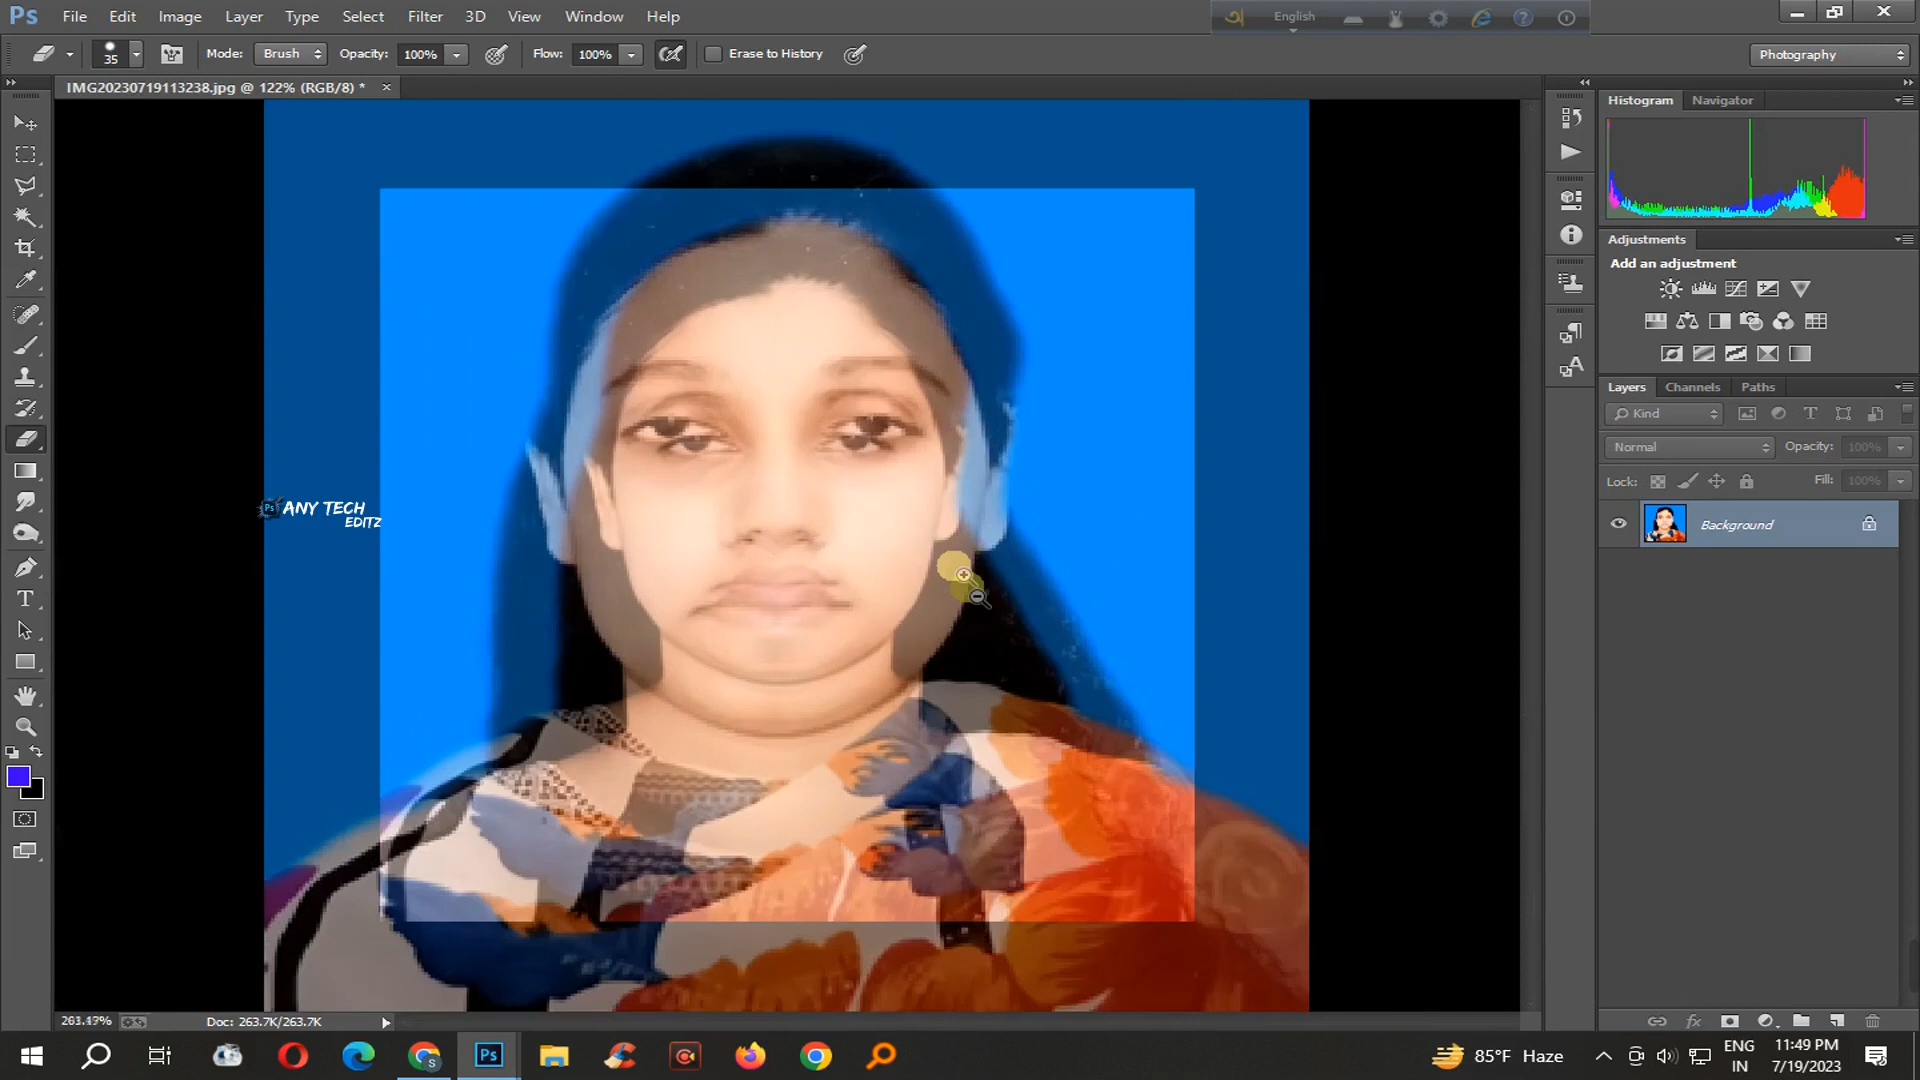 Ps File Edit Image Layer Type Select Filter 3D View Window Help
English
35 Mode: Brush Opacity: 100% Flow: 100% Erase to History
Photography
IMG20230719113238.jpg @ 122% (RGB/8) *
Histogram Navigator
Adjustments
Add an adjustment
Layers Channels Paths
Kind
Normal Opacity: 100%
Lock: Fill: 100%
Background
Ps ANY TECH
EDITZ
Doc: 263.7K/263.7K
fx
Ps
85°F Haze
ENG
IN
11:49 PM
7/19/2023